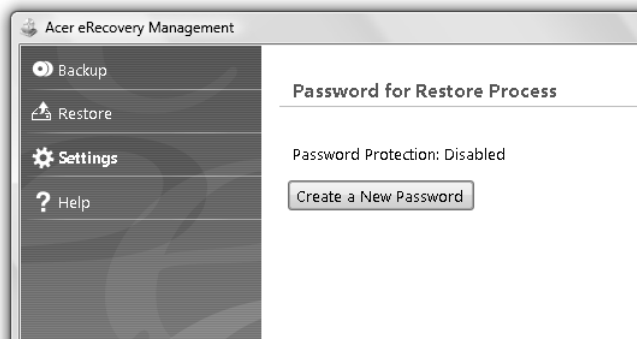 Acer eRecovery Management
Backup
Restore
Settings
Help
Password for Restore Process
Password Protection: Disabled
Create a New Password